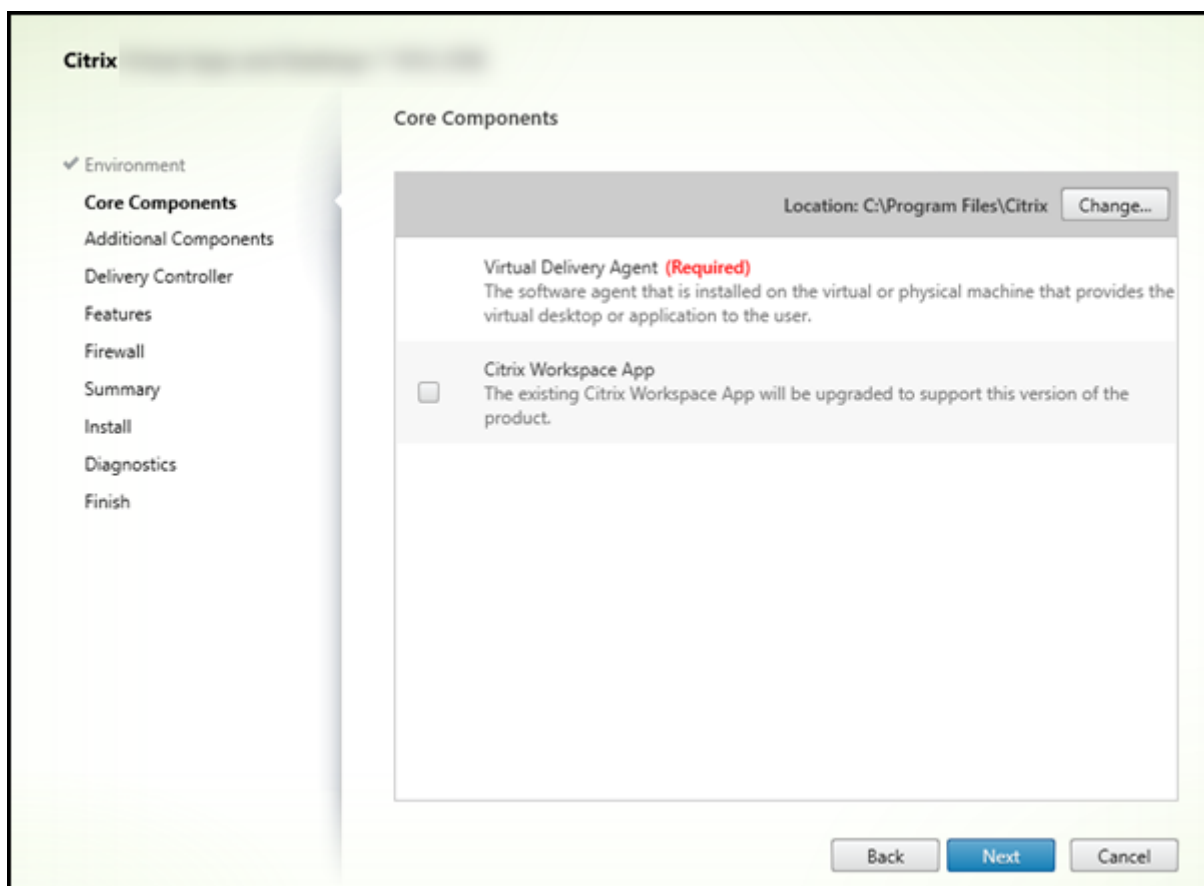 Citrix
Core Components
Environment
Core Components
Additional Components
Delivery Controller
Features
Firewall
Summary
Install
Diagnostics
Finish
Location: C:\Program Files\Citrix
Change...
Virtual Delivery Agent (Required)
The software agent that is installed on the virtual or physical machine that provides the
virtual desktop or application to the user.
Citrix Workspace App
The existing Citrix Workspace App will be upgraded to support this version of the
product.
Back
Next
Cancel